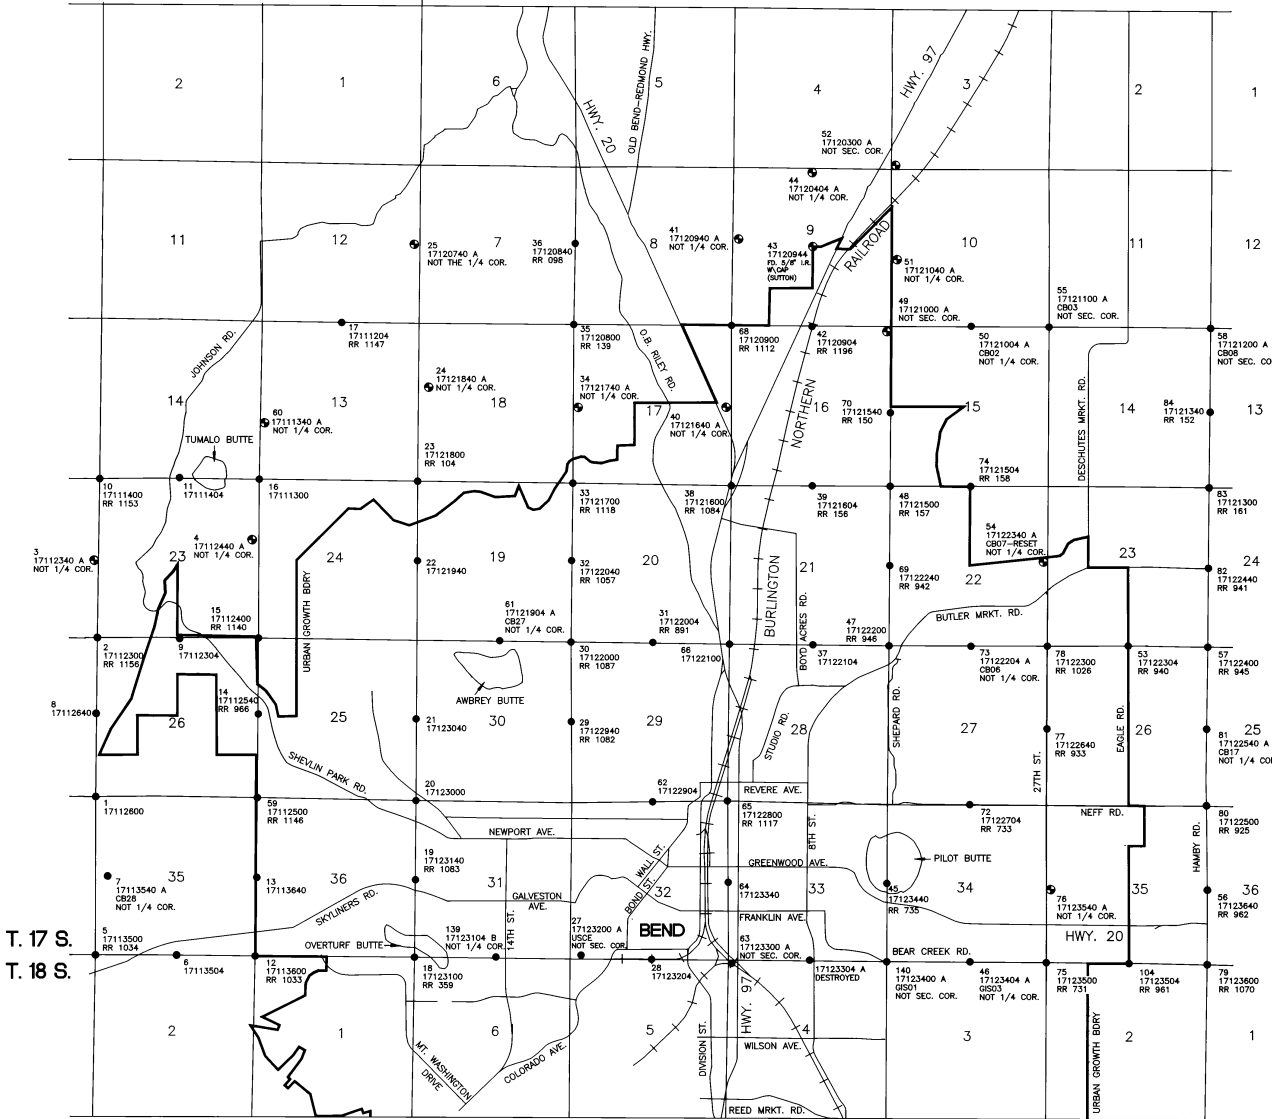 2
1
6
5
4
3
2
1
HWY. 20
OLD BEND-REDMOND HWY.
HWY. 97
52
17120300 A
NOT SEC. COR.
44
17120404 A
NOT 1/4 COR.
11
12
7
8
9
10
11
12
25
17120740 A
NOT THE 1/4 COR.
36
17120840
RR 098
41
17120940 A
NOT 1/4 COR.
43
17120944
FD. 5/8" I.R.
W\CAP
(SUTTON)
RAILROAD
51
17121040 A
NOT 1/4 COR.
49
17121000 A
NOT SEC. COR.
55
17121100 A
CB03
NOT SEC. COR.
17
17111204
RR 1147
JOHNSON RD.
35
17120800
RR 139
O.B. RILEY RD.
68
17120900
RR 1112
42
17120904
RR 1196
50
17121004 A
CB02
NOT 1/4 COR.
58
17121200 A
CB08
NOT SEC. CO
24
17121840 A
NOT 1/4 COR.
34
17121740 A
NOT 1/4 COR.
14
13
18
17
16
15
14
13
60
17111340 A
NOT 1/4 COR.
40
17121640 A
NOT 1/4 COR.
NORTHERN
70
17121540
RR 150
DESCHUTES MRKT. RD.
84
17121340
RR 152
TUMALO BUTTE
23
17121800
RR 104
74
17121504
RR 158
10
17111400
RR 1153
11
17111404
16
17111300
33
17121700
RR 1118
38
17121600
RR 1084
39
17121604
RR 156
48
17121500
RR 157
83
17121300
RR 161
3
17112340 A
NOT 1/4 COR.
4
17112440 A
NOT 1/4 COR.
54
17122340 A
CB07-RESET
NOT 1/4 COR.
23
24
19
20
21
22
23
24
22
17121940
32
17122040
RR 1057
BURLINGTON
69
17122240
RR 942
82
17122440
RR 941
URBAN GROWTH BDRY
15
17112400
RR 1140
61
17121904 A
CB27
NOT 1/4 COR.
31
17122004
RR 891
BOYD ACRES RD.
47
17122200
RR 946
BUTLER MRKT. RD.
2
17112300
RR 1156
9
17112304
30
17122000
RR 1087
66
17122100
37
17122104
73
17122204 A
CB06
NOT 1/4 COR.
78
17122300
RR 1026
53
17122304
RR 940
57
17122400
RR 945
AWBREY BUTTE
14
17112540
RR 966
8
17112640
26
25
30
29
28
27
26
25
21
17123040
29
17122940
RR 1082
STUDIO RD.
SHEPARD RD.
27TH ST.
77
17122640
RR 933
EAGLE RD.
81
17122540 A
CB17
NOT 1/4 COR
SHEVLIN PARK RD.
20
17123000
62
17122904
REVERE AVE.
1
17112600
59
17112500
RR 1146
65
17122800
RR 1117
72
17122704
RR 733
NEFF RD.
80
17122500
RR 925
NEWPORT AVE.
8TH ST.
HAMBY RD.
WALL ST.
GREENWOOD AVE.
PILOT BUTTE
19
17123140
RR 1083
7
17113540 A
CB28
NOT 1/4 COR.
35
13
17113640
36
31
32
33
34
35
36
SKYLINERS RD.
GALVESTON
AVE.
BOND ST.
64
17123340
45
17123440
RR 735
76
17123540 A
NOT 1/4 COR.
56
17123640
RR 962
14TH ST.
FRANKLIN AVE.
HWY. 20
BEND
T. 17 S.
T. 18 S.
5
17113500
RR 1034
OVERTURF BUTTE
139
17123104 B
NOT 1/4 COR.
27
17123200 A
USCE
NOT SEC. COR.
63
17123300 A
NOT SEC. COR.
BEAR CREEK RD.
6
17113504
12
17113600
RR 1033
18
17123100
RR 359
28
17123204
17123304 A
DESTROYED
140
17123400 A
GIS01
NOT SEC. COR.
46
17123404 A
GIS03
NOT 1/4 COR.
75
17123500
RR 731
104
17123504
RR 961
79
17123600
RR 1070
2
1
6
5
4
3
2
1
MT. WASHINGTON
DRIVE
COLORADO AVE.
DIVISION ST.
HWY. 97
WILSON AVE.
REED MRKT. RD.
URBAN GROWTH BDRY